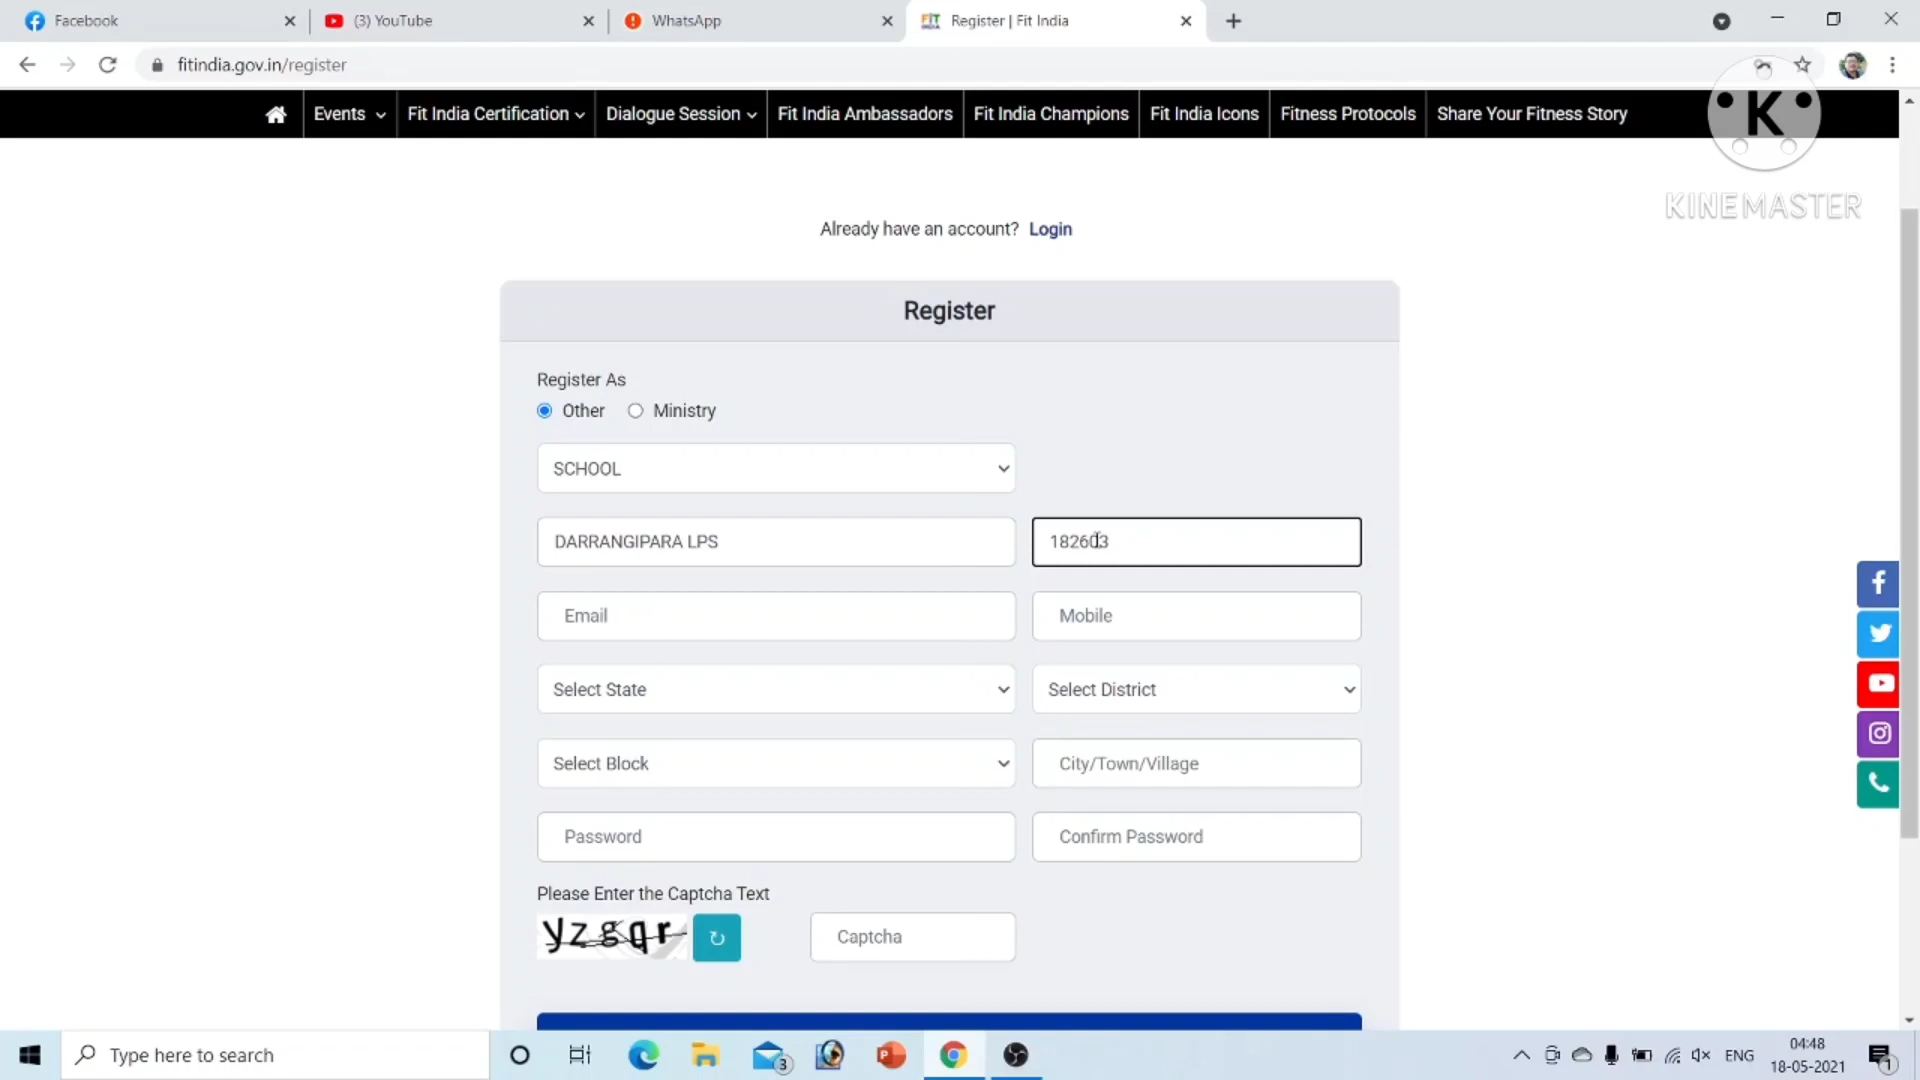 Facebook
(3) YouTube
WhatsApp
Register | Fit India
fitindia.gov.in/register
Events
Fit India Certification
Dialogue Session
Fit India Ambassadors
Fit India Champions
Fit India Icons
Fitness Protocols
Share Your Fitness Story
K
KINEMASTER
Already have an account? Login
Register
Register As
Other
Ministry
SCHOOL
DARRANGIPARA LPS
182603
Email
Mobile
Select State
Select District
Select Block
City/Town/Village
Password
Confirm Password
Please Enter the Captcha Text
yzgqr
Captcha
Type here to search
3
ENG
04:48
18-05-2021
1